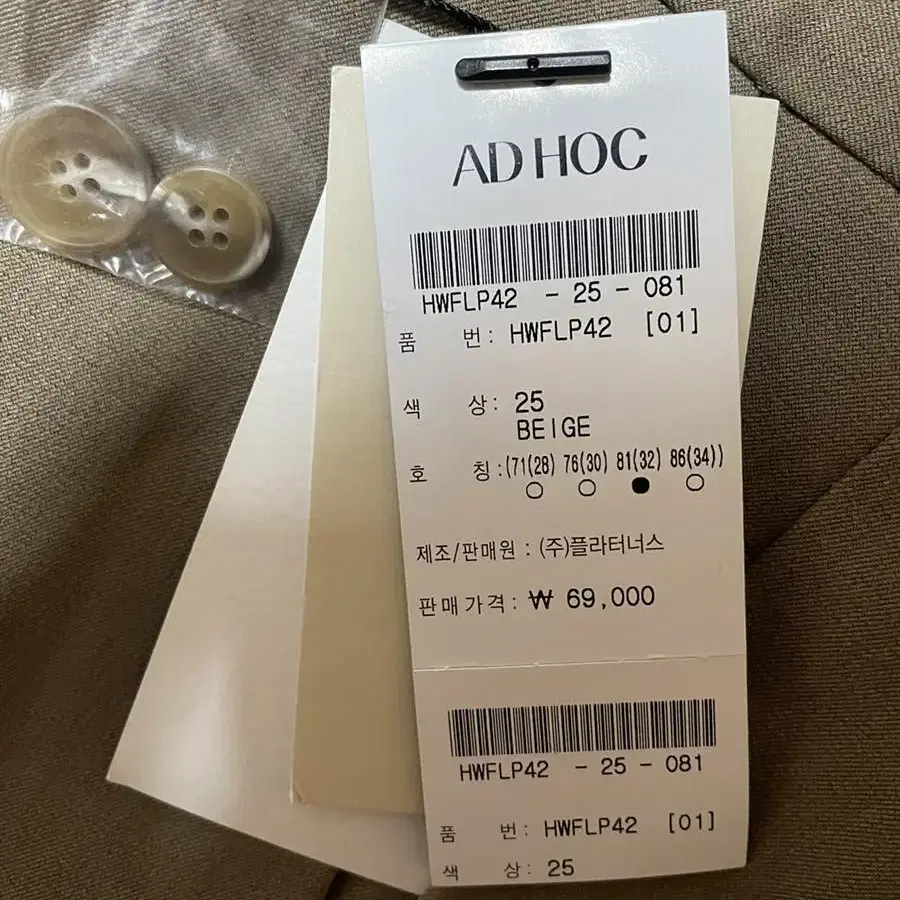 AD HOC
HWFLP42 - 25 - 081
품 번: HWFLP42 [01]
색 상: 25
BEIGE
호 칭:(71(28) 76(30) 81(32) 86(34))
제조/판매원 : (주)플라터너스
판매가격: ₩ 69,000
HWFLP42 - 25 - 081
품 번: HWFLP42 [01]
색 상: 25